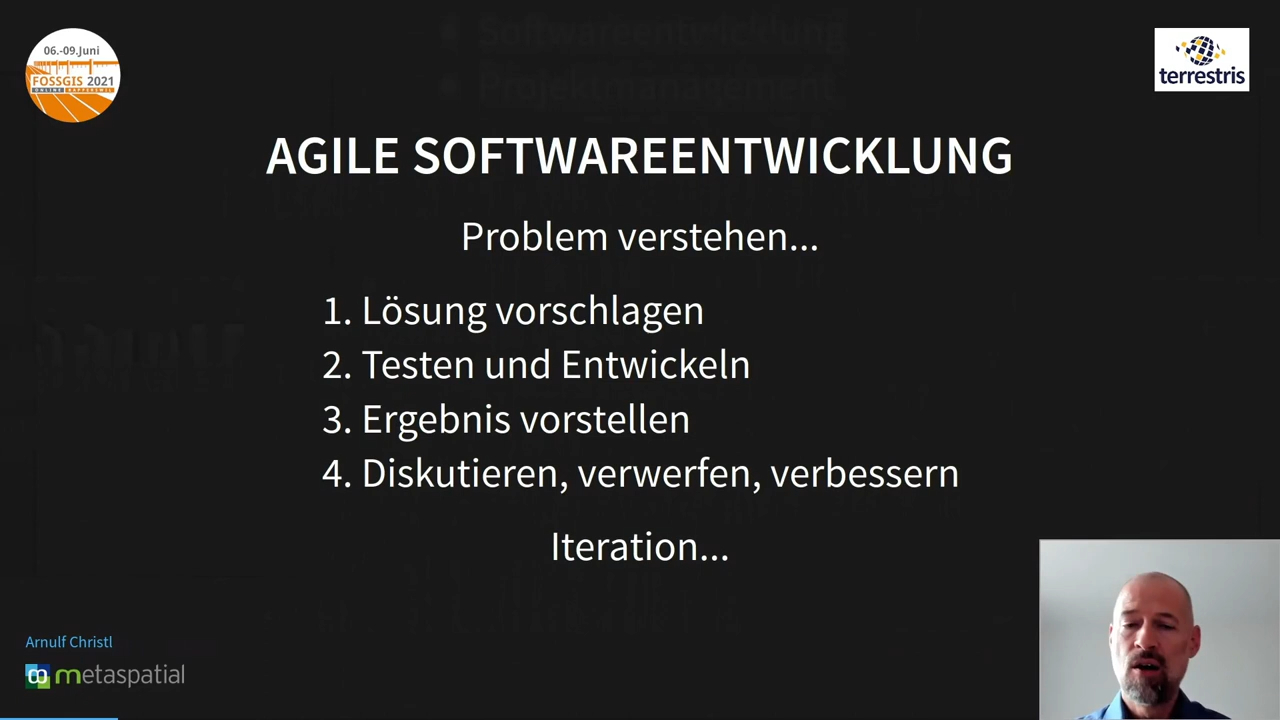 06.-09.Juni
FOSSGIS 2021
terrestris
AGILE SOFTWAREENTWICKLUNG
Problem verstehen...
1. Lösung vorschlagen
2. Testen und Entwickeln
3. Ergebnis vorstellen
4. Diskutieren, verwerfen, verbessern
Iteration...
Arnulf Christl
metaspatial